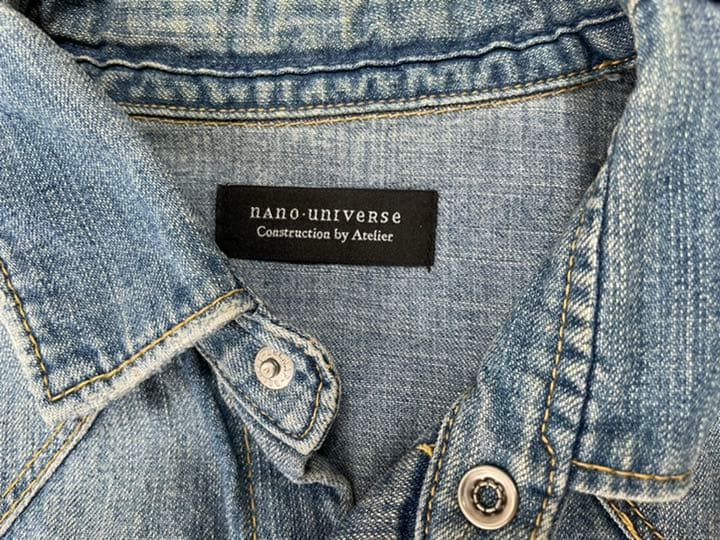 nano·universe
Construction by Atelier